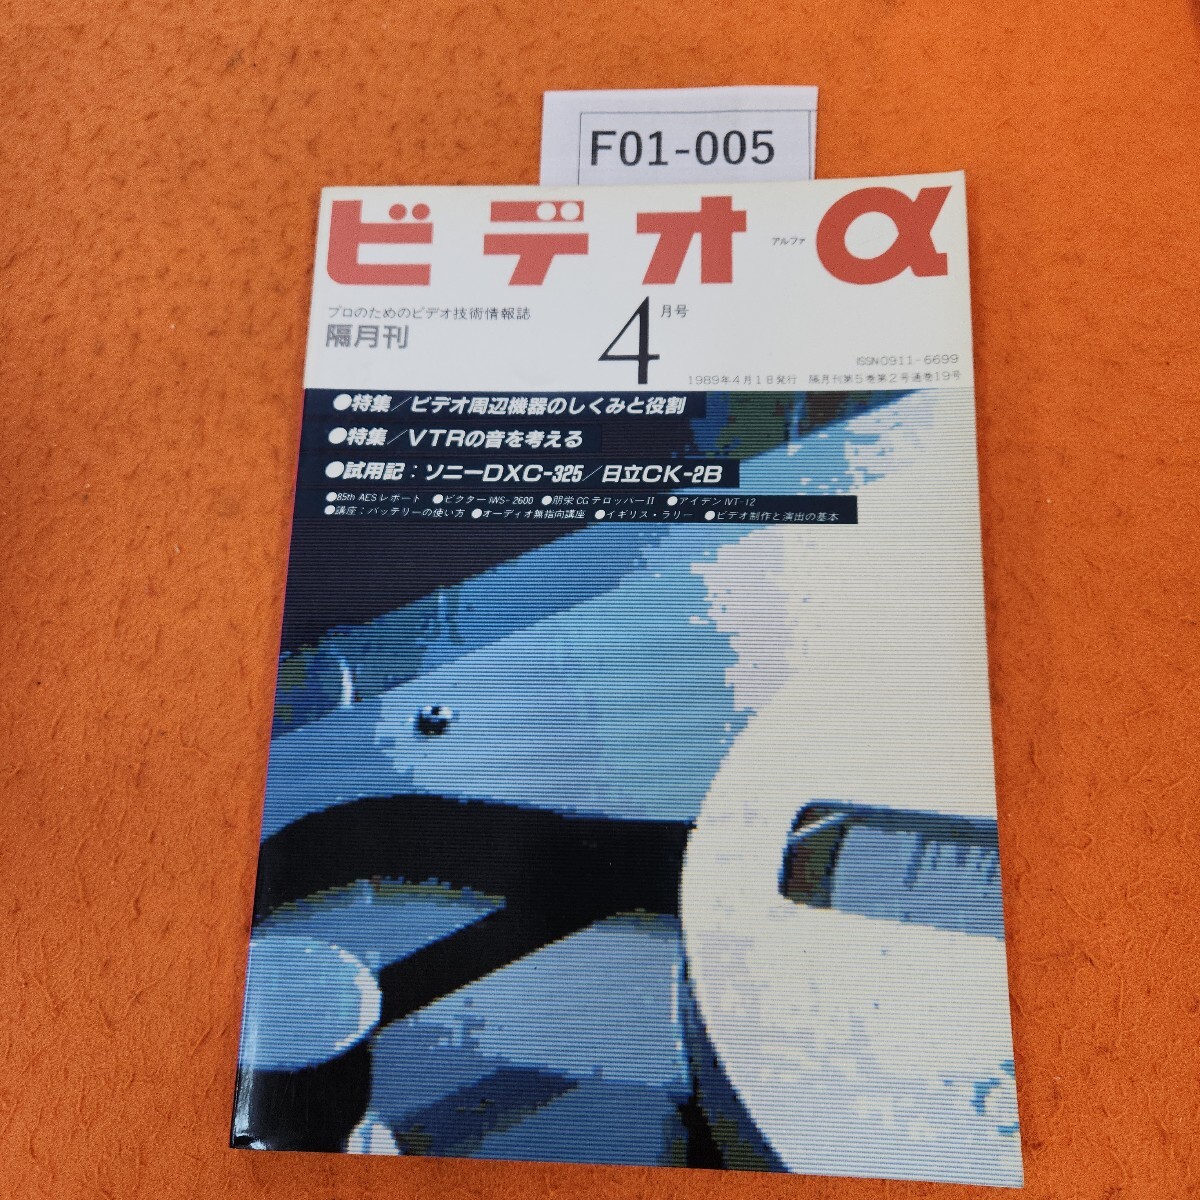 F01-005
ビデオ アルファ α
プロのためのビデオ技術情報誌
隔月刊
4月号
ISSN0911-6699
1989年4月1日発行 隔月刊第5巻第2号通巻19号
●特集/ビデオ周辺機器のしくみと役割
●特集/VTRの音を考える
●試用記:ソニーDXC-325/日立CK-2B
●85th AESレポート ●ビクターIWS-2600 ●朋栄CGテロッパーII ●アイデンIVT-12
●講座:バッテリーの使い方 ●オーディオ無指向講座 ●イギリス・ラリー ●ビデオ制作と演出の基本